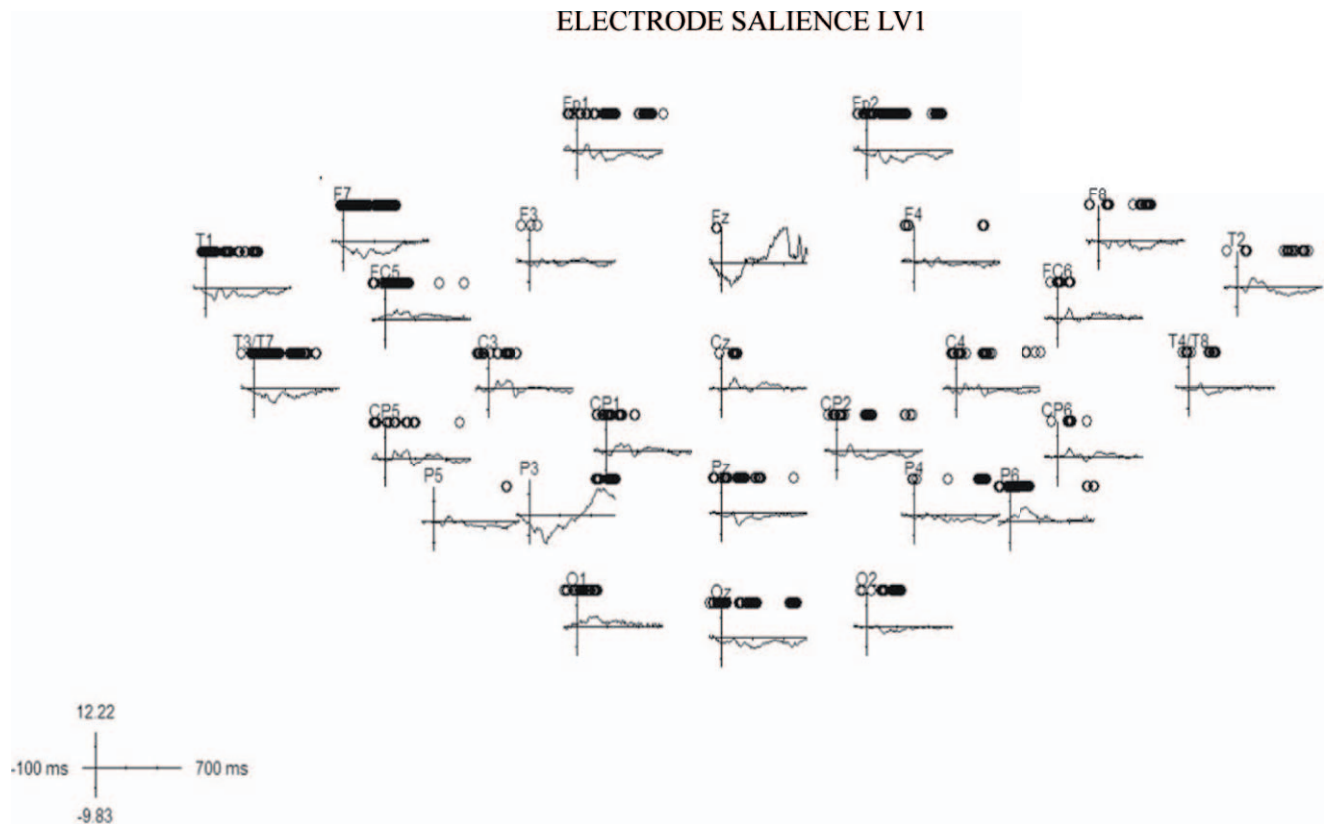 ELECTRODE SALIENCE LV1
Fp1 Fp2
F7 F3 Fz F4 F8
T1 T2
FC5 FC6
T3/T7 C3 Cz C4 T4/T8
CP5 CP1 CP2 CP6
P5 P3 Pz P4 P6
O1 Oz O2
12.22
-100 ms 700 ms
-9.83